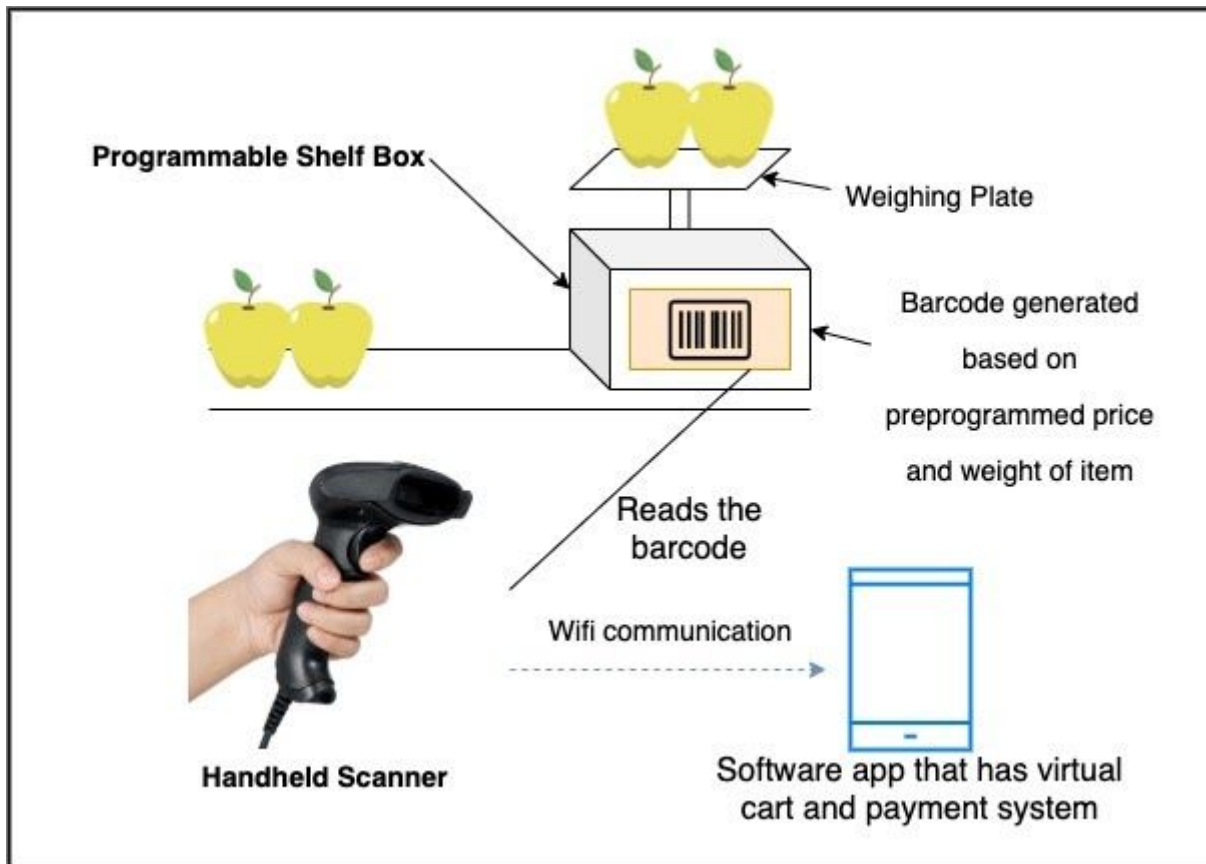 Programmable Shelf Box
Weighing Plate
Barcode generated
based on
preprogrammed price
and weight of item
Reads the
barcode
Wifi communication
Handheld Scanner
Software app that has virtual
cart and payment system